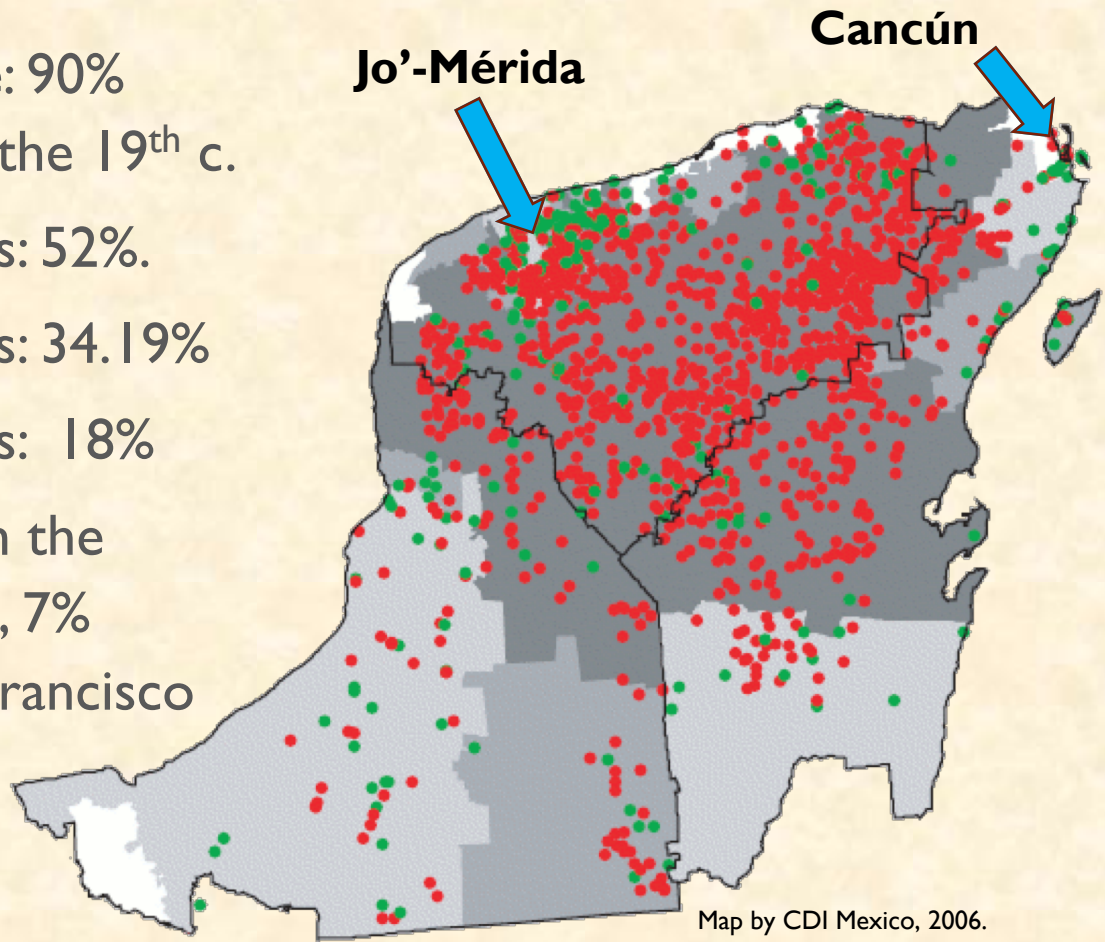 Jo’-Mérida
Cancún
: 90%
the 19th c.
s: 52%.
s: 34.19%
s: 18%
n the
, 7%
rancisco
Map by CDI Mexico, 2006.